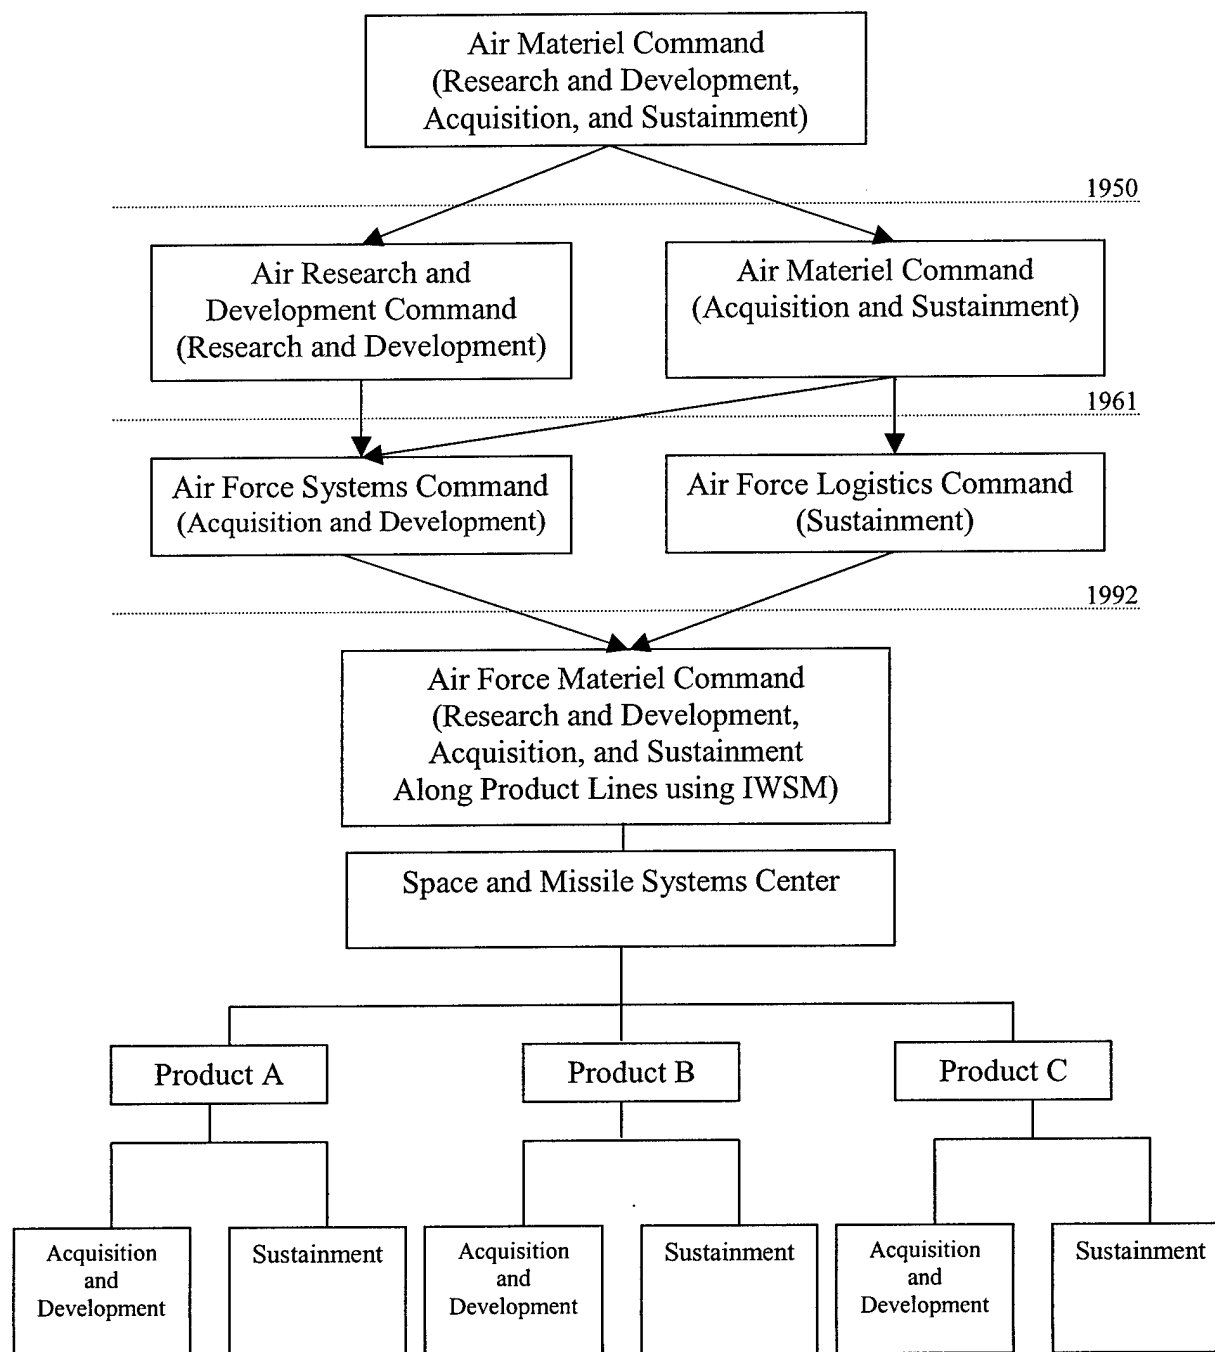 Air Materiel Command
(Research and Development,
Acquisition, and Sustainment)
1950
Air Research and
Development Command
(Research and Development)
Air Materiel Command
(Acquisition and Sustainment)
1961
Air Force Systems Command
(Acquisition and Development)
Air Force Logistics Command
(Sustainment)
1992
Air Force Materiel Command
(Research and Development,
Acquisition, and Sustainment
Along Product Lines using IWSM)
Space and Missile Systems Center
Product A
Product B
Product C
Acquisition
and
Development
Sustainment
Acquisition
and
Development
Sustainment
Acquisition
and
Development
Sustainment